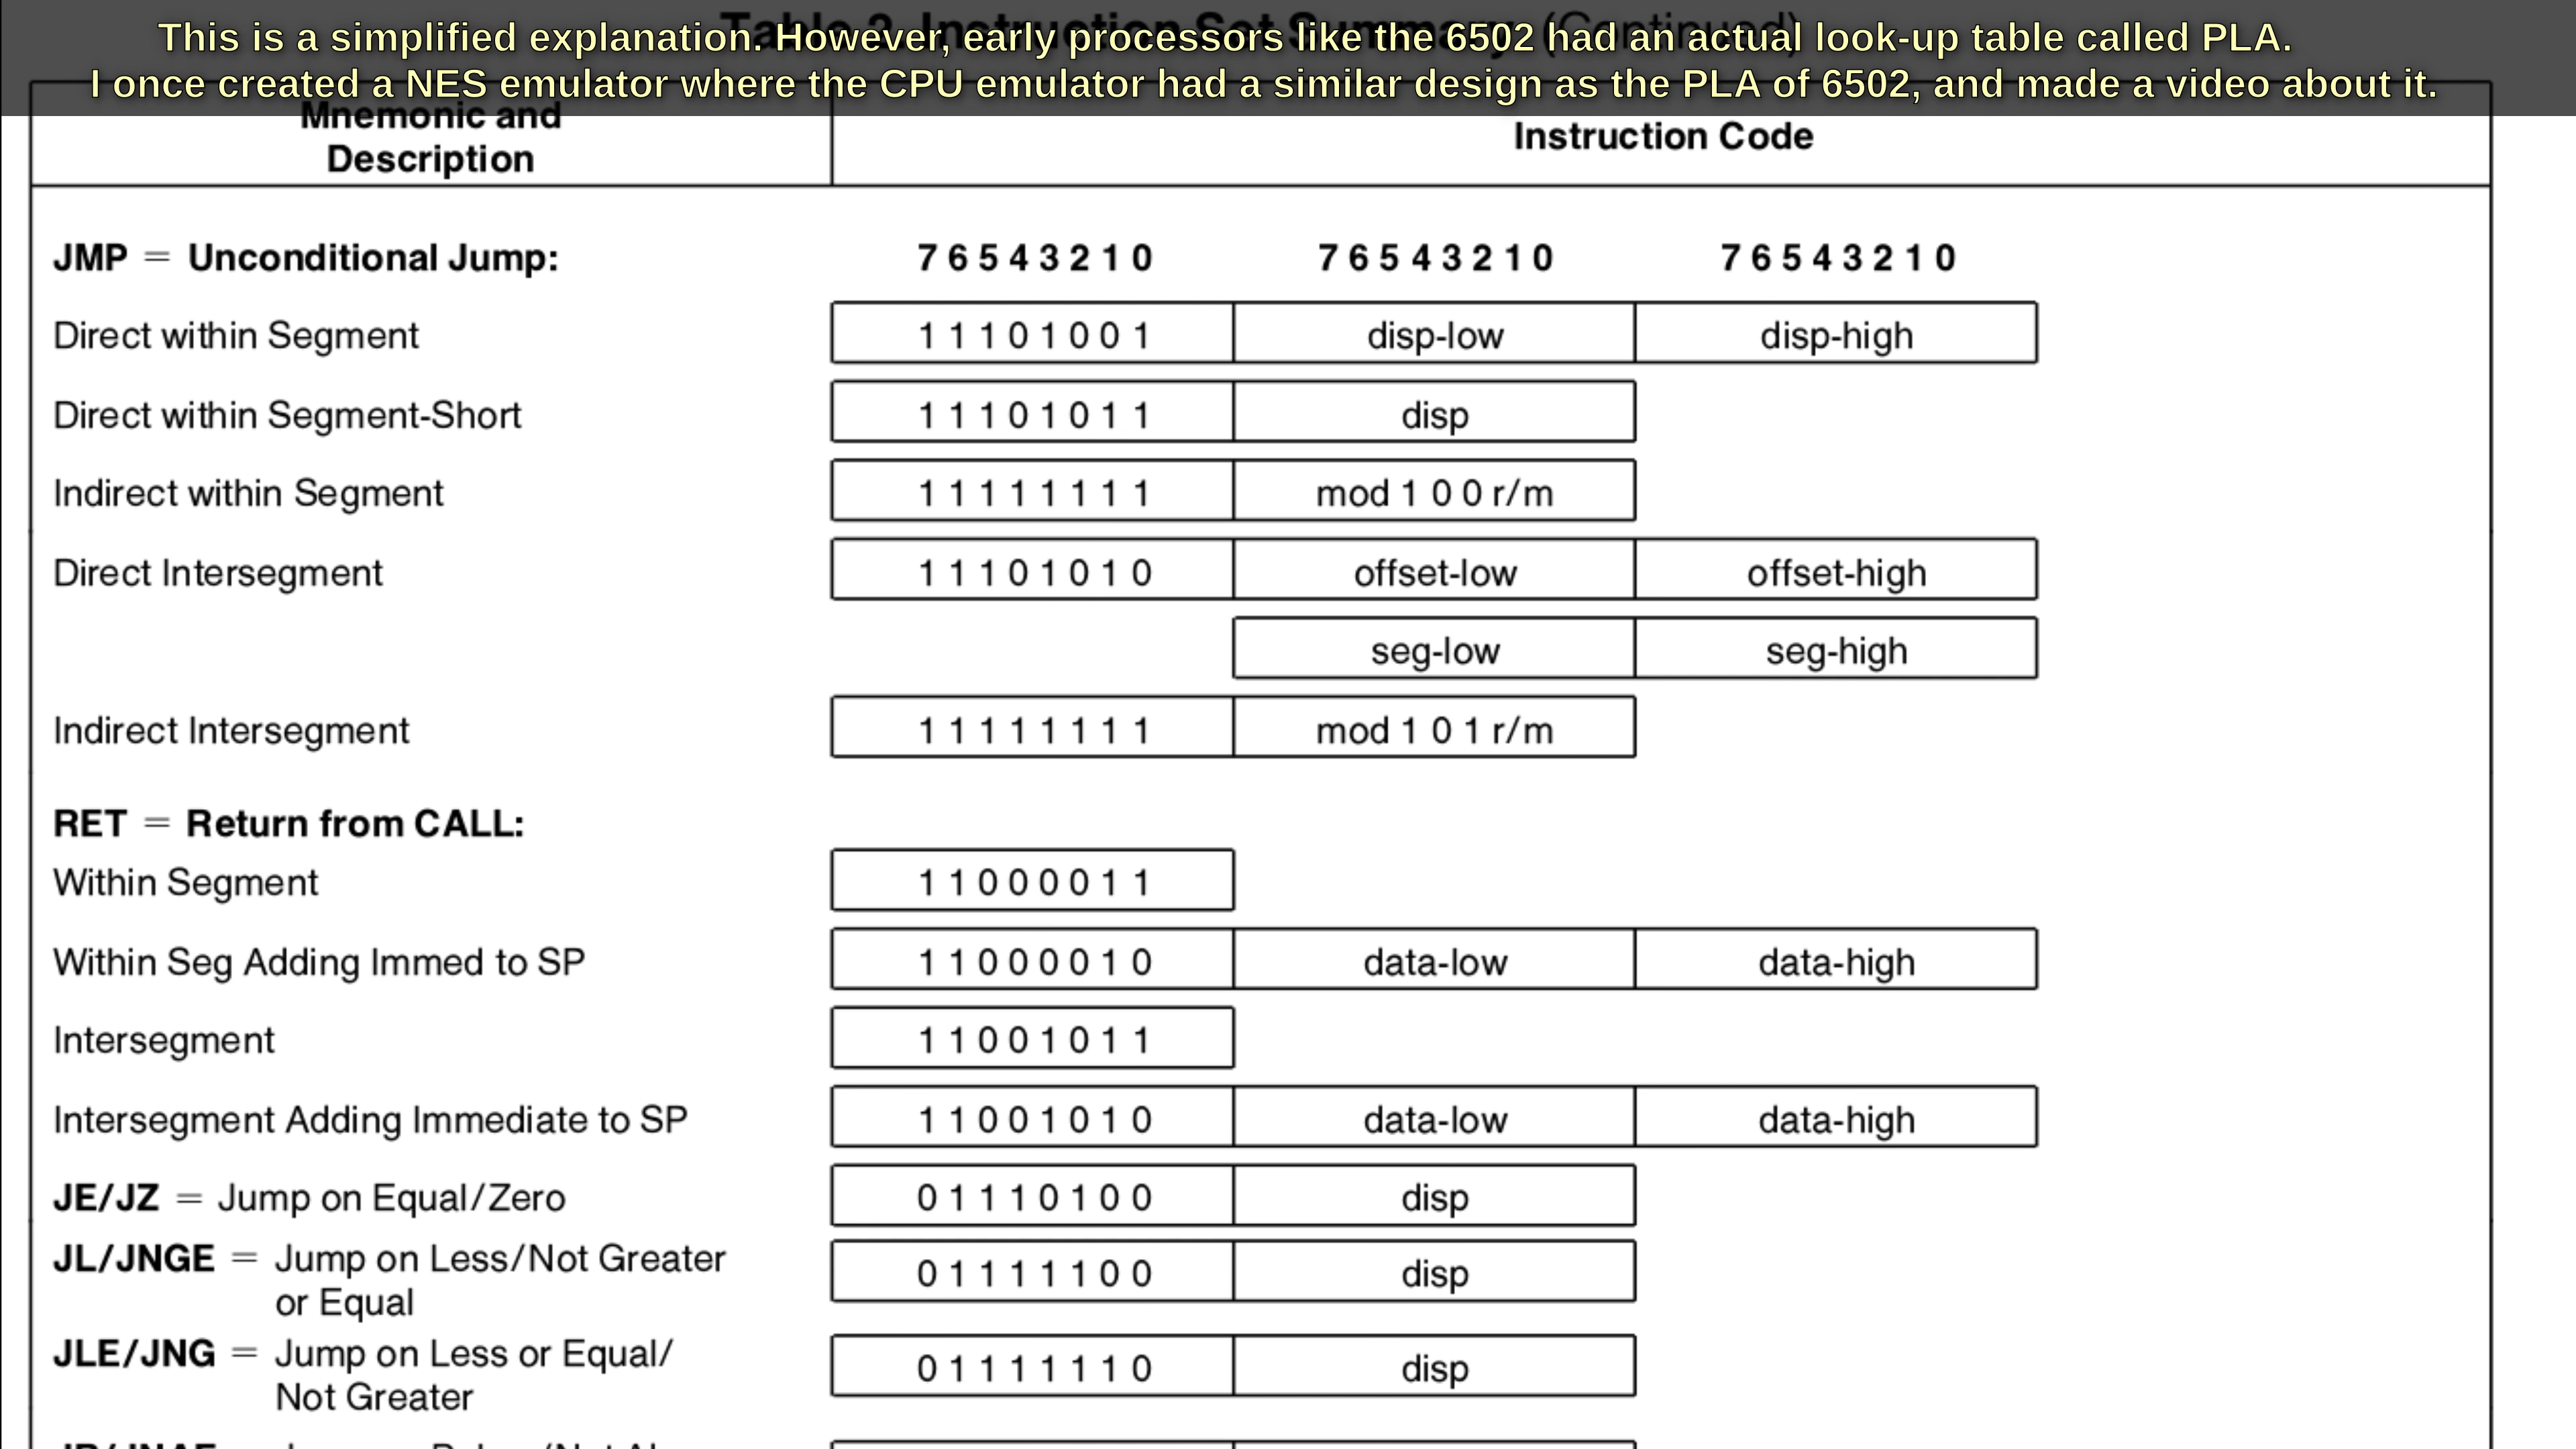 Table 2. Instruction Set Summary (Continued)
This is a simplified explanation. However, early processors like the 6502 had an actual look-up table called PLA.
I once created a NES emulator where the CPU emulator had a similar design as the PLA of 6502, and made a video about it.
Mnemonic and
Description
Instruction Code
JMP = Unconditional Jump: 7 6 5 4 3 2 1 0 7 6 5 4 3 2 1 0 7 6 5 4 3 2 1 0
Direct within Segment 1 1 1 0 1 0 0 1 disp-low disp-high
Direct within Segment-Short 1 1 1 0 1 0 1 1 disp
Indirect within Segment 1 1 1 1 1 1 1 1 mod 1 0 0 r/m
Direct Intersegment 1 1 1 0 1 0 1 0 offset-low offset-high
seg-low seg-high
Indirect Intersegment 1 1 1 1 1 1 1 1 mod 1 0 1 r/m
RET = Return from CALL:
Within Segment 1 1 0 0 0 0 1 1
Within Seg Adding Immed to SP 1 1 0 0 0 0 1 0 data-low data-high
Intersegment 1 1 0 0 1 0 1 1
Intersegment Adding Immediate to SP 1 1 0 0 1 0 1 0 data-low data-high
JE/JZ = Jump on Equal/Zero 0 1 1 1 0 1 0 0 disp
JL/JNGE = Jump on Less/Not Greater 0 1 1 1 1 1 0 0 disp
or Equal
JLE/JNG = Jump on Less or Equal/ 0 1 1 1 1 1 1 0 disp
Not Greater